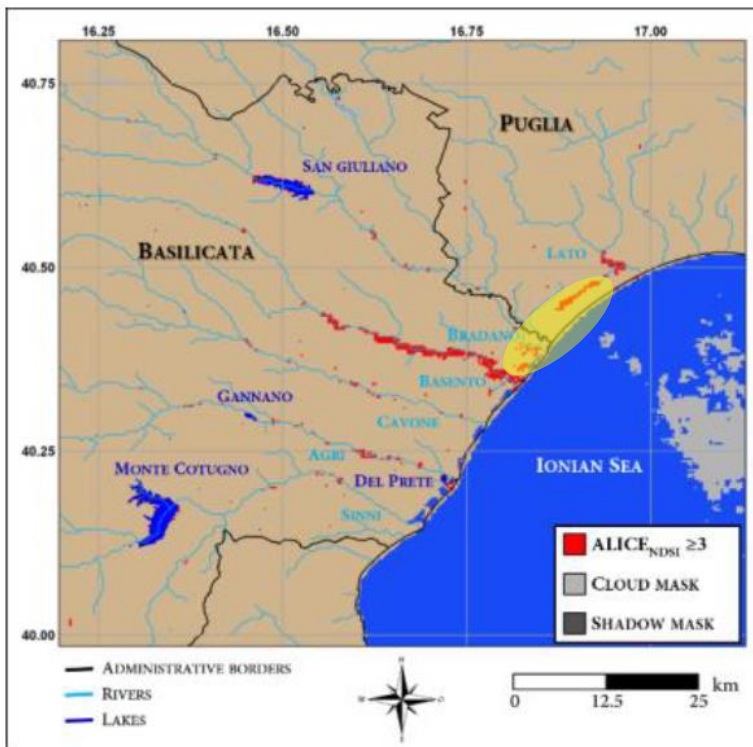 16.25 16.50 16.75 17.00
40.75
PUGLIA
SAN GIULIANO
BASILICATA
LATO
40.50
BRADANO
BASENTO
GANNANO
CAVONE
40.25
AGRI
MONTE COTUGNO
DEL PRETE
IONIAN SEA
SINNI
ALICE NDSI ≥3
CLOUD MASK
SHADOW MASK
40.00
ADMINISTRATIVE BORDERS
RIVERS
LAKES
km
0 12.5 25